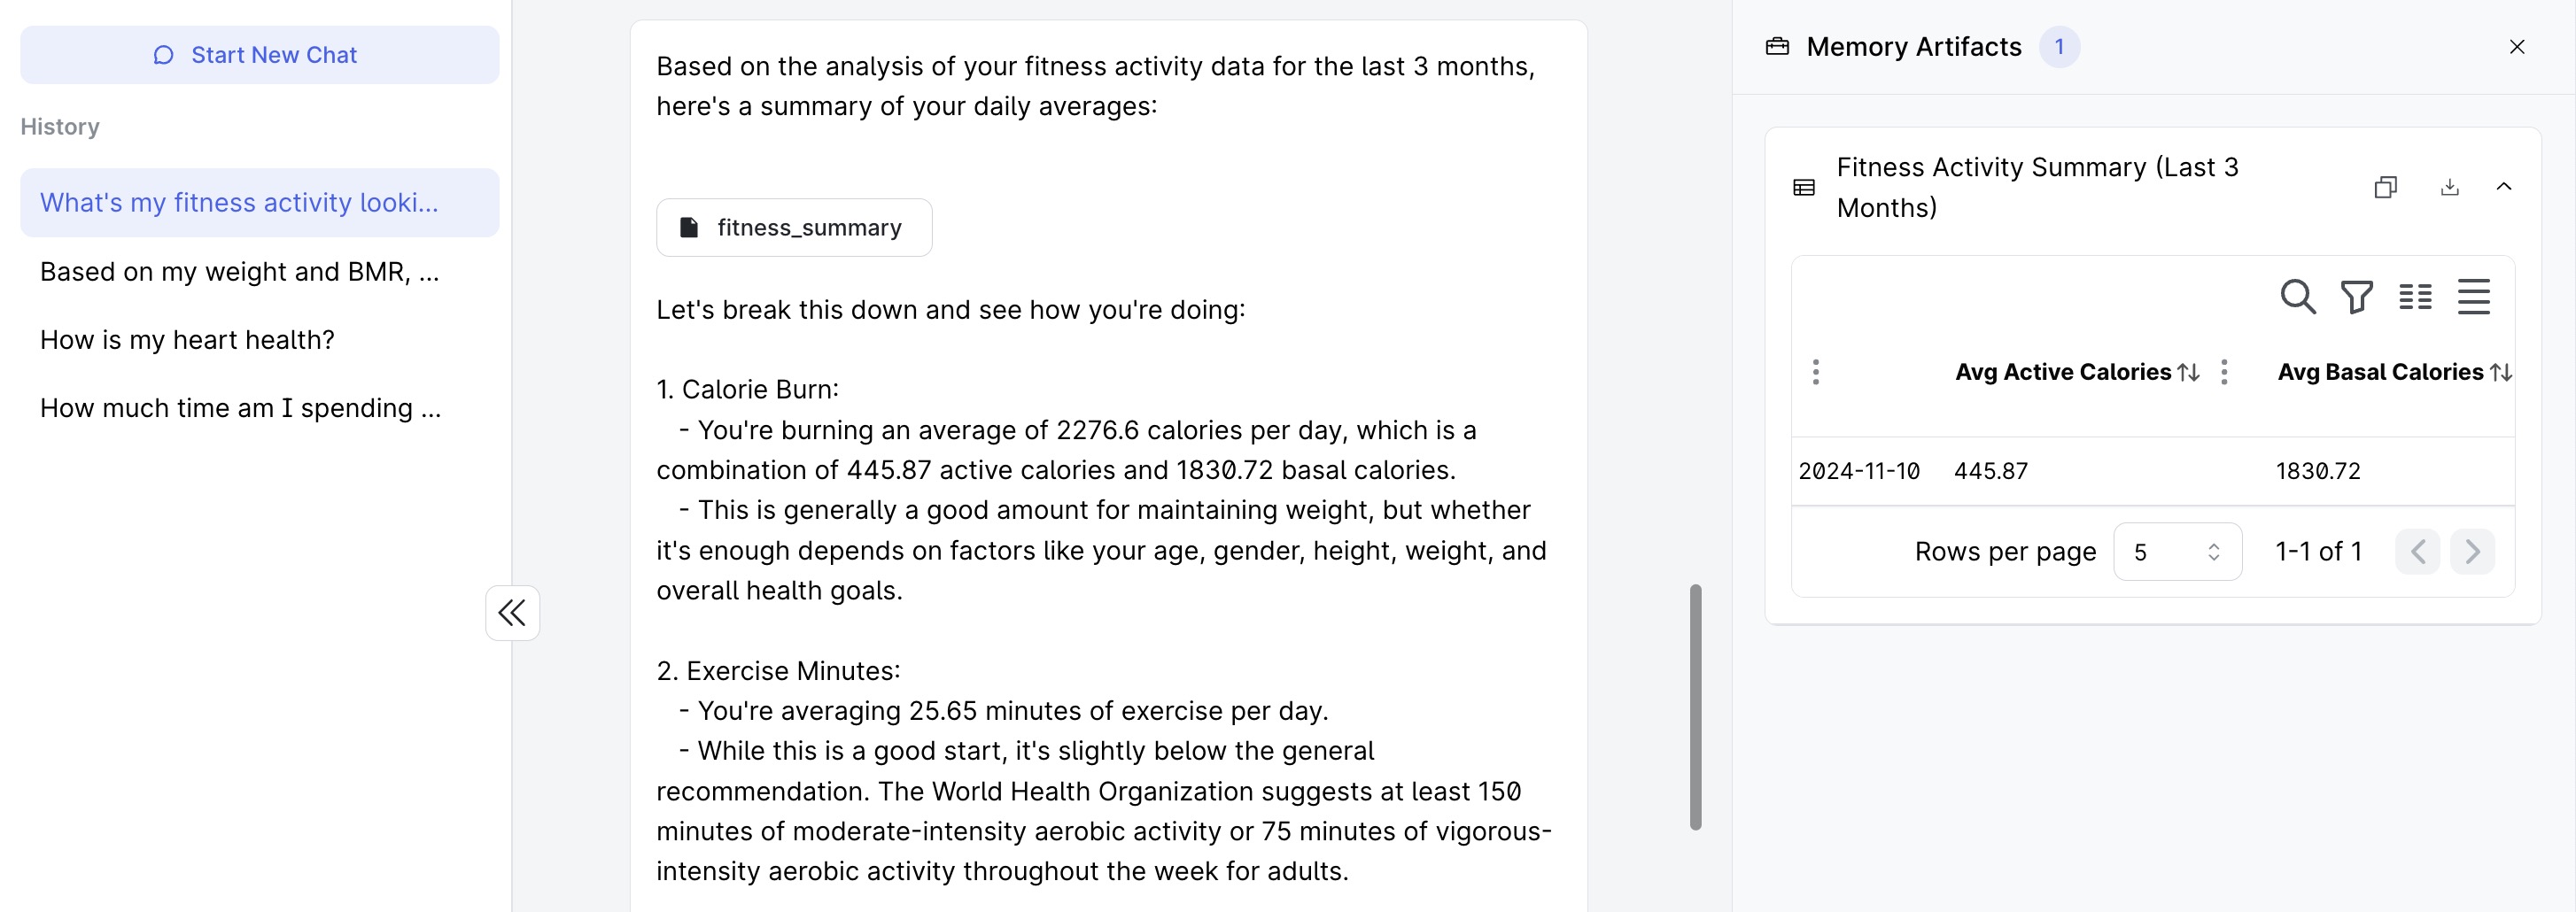 Start New Chat
History
What's my fitness activity looki...
Based on my weight and BMR, ...
How is my heart health?
How much time am I spending ...
Based on the analysis of your fitness activity data for the last 3 months,
here's a summary of your daily averages:
fitness_summary
Let's break this down and see how you're doing:
1. Calorie Burn:
- You're burning an average of 2276.6 calories per day, which is a
combination of 445.87 active calories and 1830.72 basal calories.
- This is generally a good amount for maintaining weight, but whether
it's enough depends on factors like your age, gender, height, weight, and
overall health goals.
2. Exercise Minutes:
- You're averaging 25.65 minutes of exercise per day.
- While this is a good start, it's slightly below the general
recommendation. The World Health Organization suggests at least 150
minutes of moderate-intensity aerobic activity or 75 minutes of vigorous-
intensity aerobic activity throughout the week for adults.
Memory Artifacts 1
Fitness Activity Summary (Last 3
Months)
Avg Active Calories Avg Basal Calories
2024-11-10 445.87 1830.72
Rows per page 5 1-1 of 1